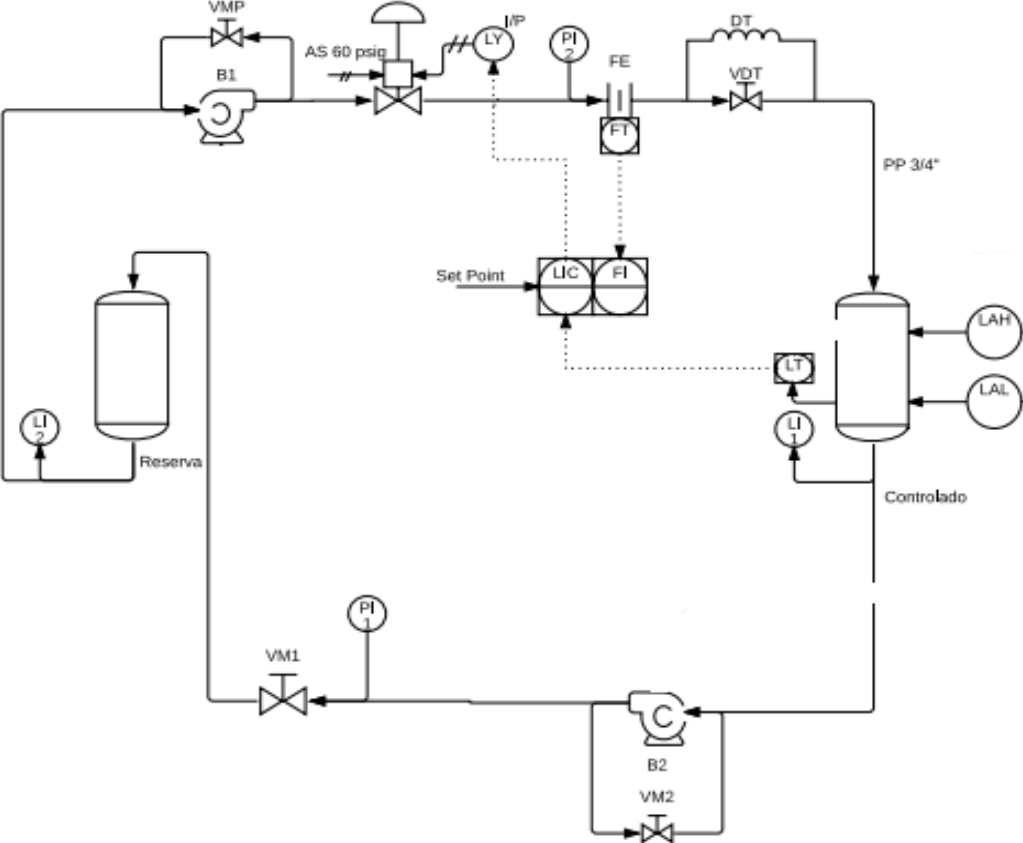 VMP
I/P
AS 60 psig
LY
PI
2
DT
FE
B1
VDT
FT
PP 3/4"
Set Point
LIC
FI
LAH
LT
LAL
LI
2
LI
1
Reserva
Controlado
PI
1
VM1
C
B2
VM2